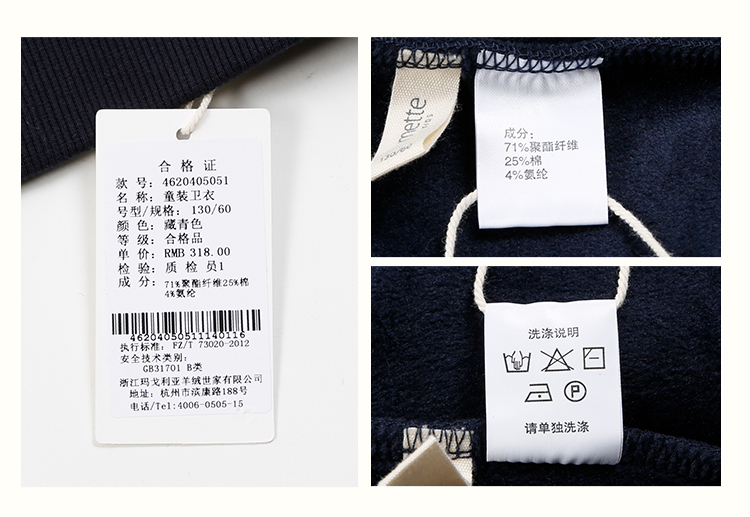 合格证
款号: 4620405051
名称: 童装卫衣
号型/规格: 130/60
颜色: 藏青色
等级: 合格品
单价: RMB 318.00
检验: 质 检 员1
成分: 71%聚酯纤维25%棉
4%氨纶
46204050511140116
执行标准: FZ/T 73020-2012
安全技术类别:
GB31701 B类
浙江玛戈利亚羊绒世家有限公司
地址: 杭州市滨康路188号
电话/Tel:4006-0505-15
mette
130/60
成分:
71%聚酯纤维
25%棉
4%氨纶
洗涤说明
P
请单独洗涤